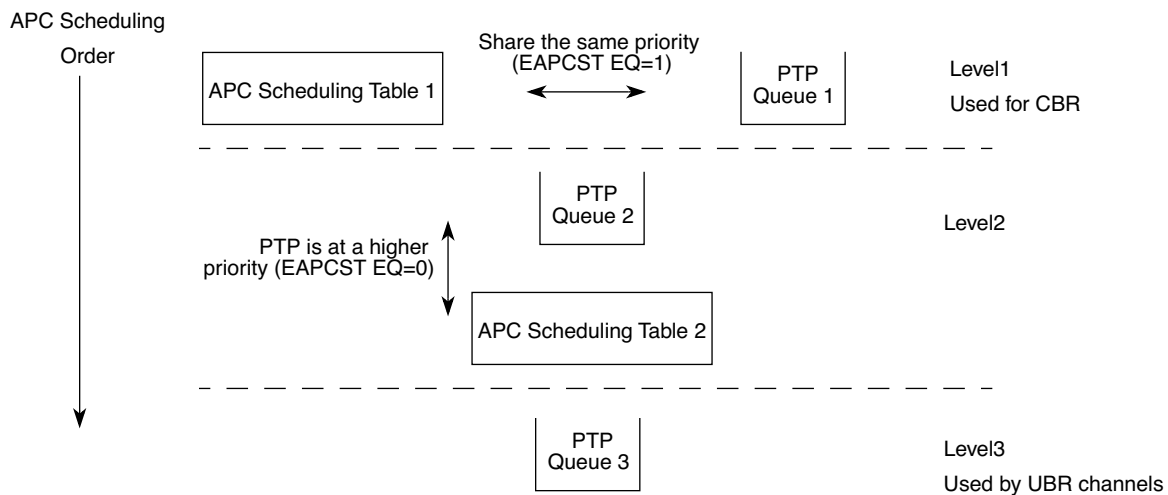 APC Scheduling
Order
APC Scheduling Table 1
Share the same priority
(EAPCST EQ=1)
PTP
Queue 1
Level1
Used for CBR
PTP
Queue 2
Level2
PTP is at a higher
priority (EAPCST EQ=0)
APC Scheduling Table 2
PTP
Queue 3
Level3
Used by UBR channels